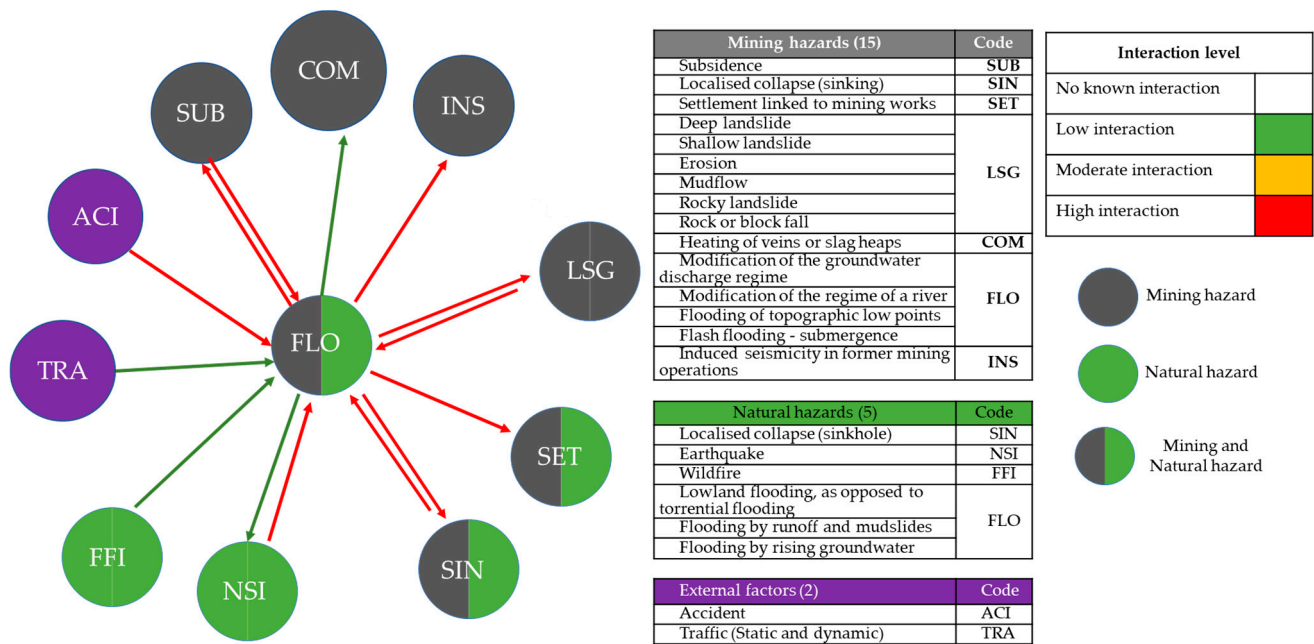 COM
SUB
INS
ACI
LSG
FLO
TRA
SET
FFI
NSI
SIN
Mining hazards (15) Code
Subsidence SUB
Localised collapse (sinking) SIN
Settlement linked to mining works SET
Deep landslide
Shallow landslide
Erosion
Mudflow
Rocky landslide
Rock or block fall
LSG
Heating of veins or slag heaps COM
Modification of the groundwater
discharge regime
Modification of the regime of a river
Flooding of topographic low points
Flash flooding - submergence
FLO
Induced seismicity in former mining
operations
INS
Natural hazards (5) Code
Localised collapse (sinkhole) SIN
Earthquake NSI
Wildfire FFI
Lowland flooding, as opposed to
torrential flooding
Flooding by runoff and mudslides
Flooding by rising groundwater
FLO
External factors (2) Code
Accident ACI
Traffic (Static and dynamic) TRA
Interaction level
No known interaction
Low interaction
Moderate interaction
High interaction
Mining hazard
Natural hazard
Mining and
Natural hazard